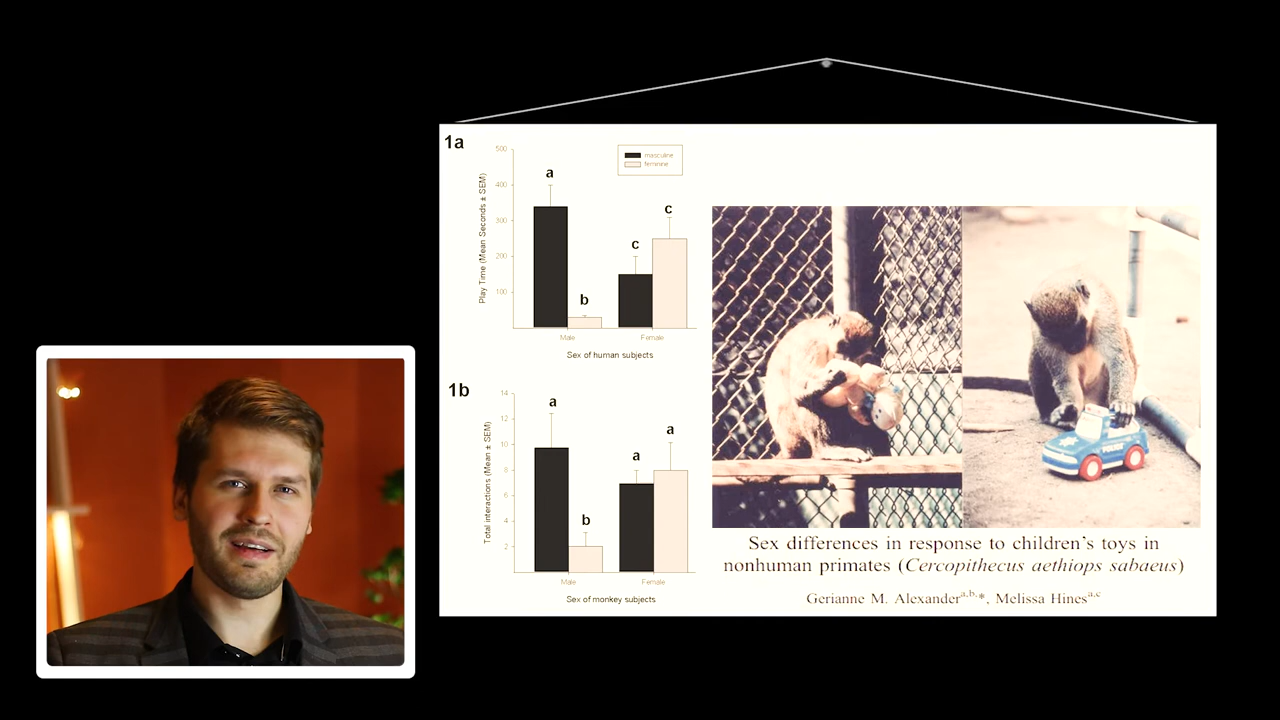 1a
500
400
300
200
100
Play Time (Mean Seconds ± SEM)
masculine
feminine
a
b
c
c
Male
Female
Sex of human subjects
1b
14
12
10
8
6
4
2
Total interactions (Mean ± SEM)
a
b
a
a
Male
Female
Sex of monkey subjects
POLICE
Sex differences in response to children's toys in
nonhuman primates (Cercopithecus aethiops sabaeus)
Gerianne M. Alexander^a,b,*, Melissa Hines^a,c